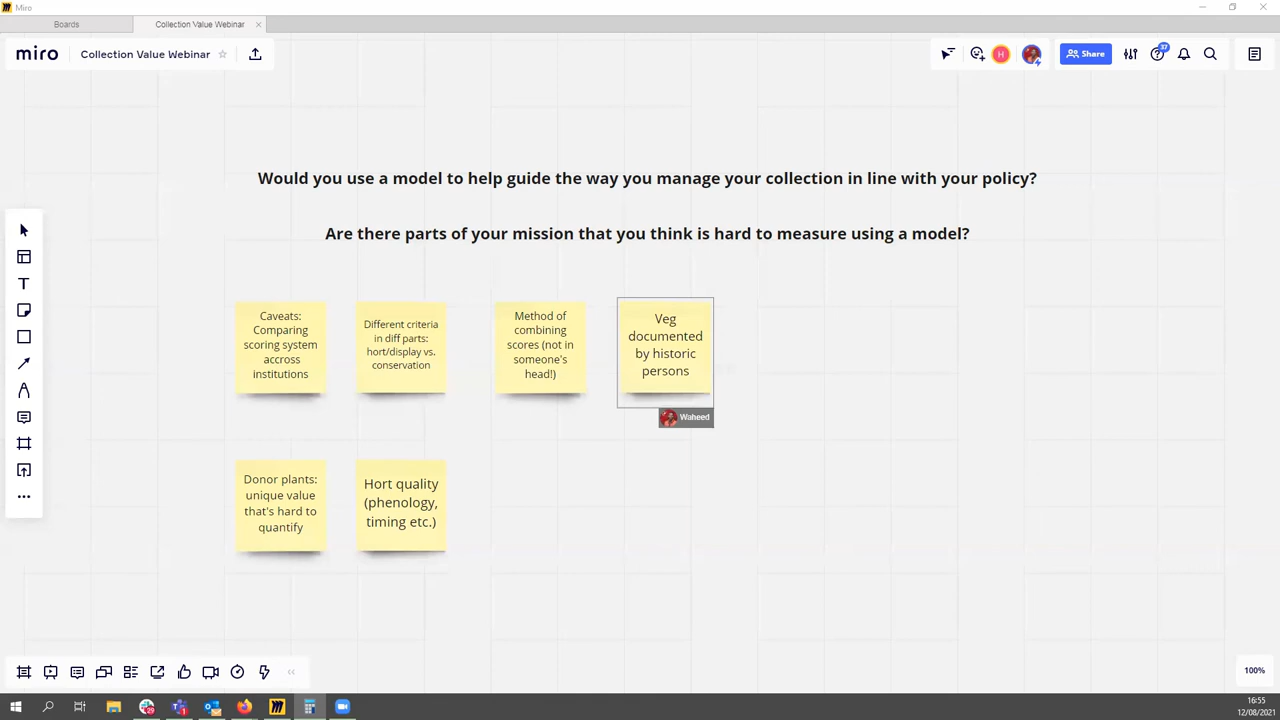 Miro
Boards
Collection Value Webinar
miro
Collection Value Webinar
H
Share
37
Would you use a model to help guide the way you manage your collection in line with your policy?
Are there parts of your mission that you think is hard to measure using a model?
Caveats:
Comparing
scoring system
accross
institutions
Different criteria
in diff parts:
hort/display vs.
conservation
Method of
combining
scores (not in
someone's
head!)
Veg
documented
by historic
persons
Waheed
Donor plants:
unique value
that's hard to
quantify
Hort quality
(phenology,
timing etc.)
100%
16:55
12/08/2021